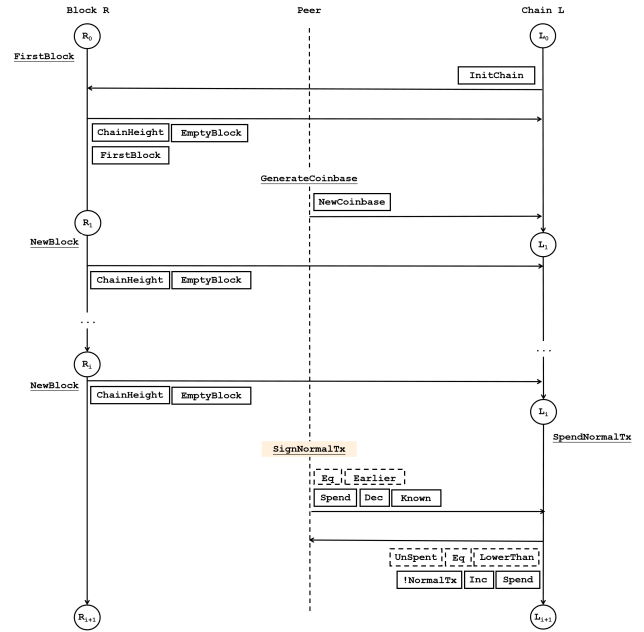 Block R Peer Chain L
R0 L0
FirstBlock
InitChain
ChainHeight EmptyBlock
FirstBlock
GenerateCoinbase
NewCoinbase
R1
NewBlock L1
ChainHeight EmptyBlock
...
...
Ri
NewBlock
ChainHeight EmptyBlock
Li
SpendNormalTx
SignNormalTx
Eq Earlier
Spend Dec Known
UnSpent Eq LowerThan
!NormalTx Inc Spend
Ri+1 Li+1